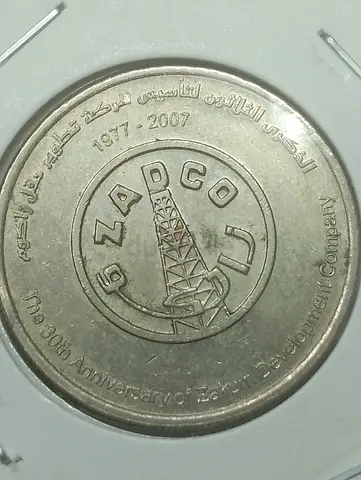 الذكرى الثلاثون لتأسيس شركة تطوير حقل زاكوم
1977 - 2007
ZADCO
The 30th Anniversary of Zakum Development Company